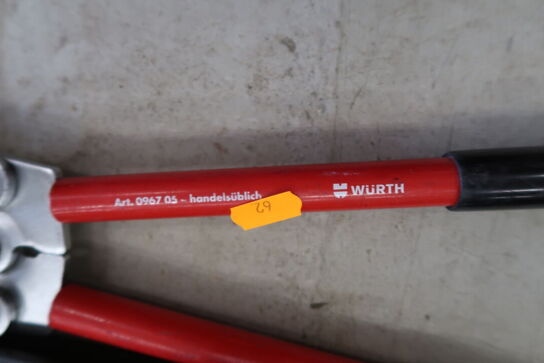 Art. 0967 05 – handelsüblich
WÜRTH